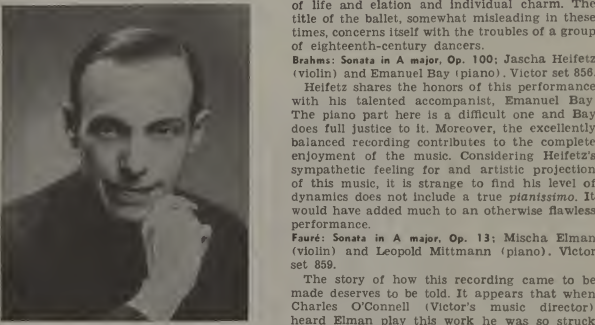 of life and elation and individual charm. The
title of the ballet, somewhat misleading in these
times, concerns itself with the troubles of a group
of eighteenth-century dancers.
Brahms: Sonata in A major, Op. 100; Jascha Heifetz
(violin) and Emanuel Bay (piano). Victor set 856.
Heifetz shares the honors of this performance
with his talented accompanist, Emanuel Bay
The piano part here is a difficult one and Bay
does full justice to it. Moreover, the excellently
balanced recording contributes to the complete
enjoyment of the music. Considering Heifetz's
sympathetic feeling for and artistic projection
of this music, it is strange to find his level of
dynamics does not include a true pianissimo. It
would have added much to an otherwise flawless
performance.
Fauré: Sonata in A major, Op. 13; Mischa Elman
(violin) and Leopold Mittmann (piano). Victor
set 859.
The story of how this recording came to be
made deserves to be told. It appears that when
Charles O'Connell (Victor's music director)
heard Elman play this work he was so struck